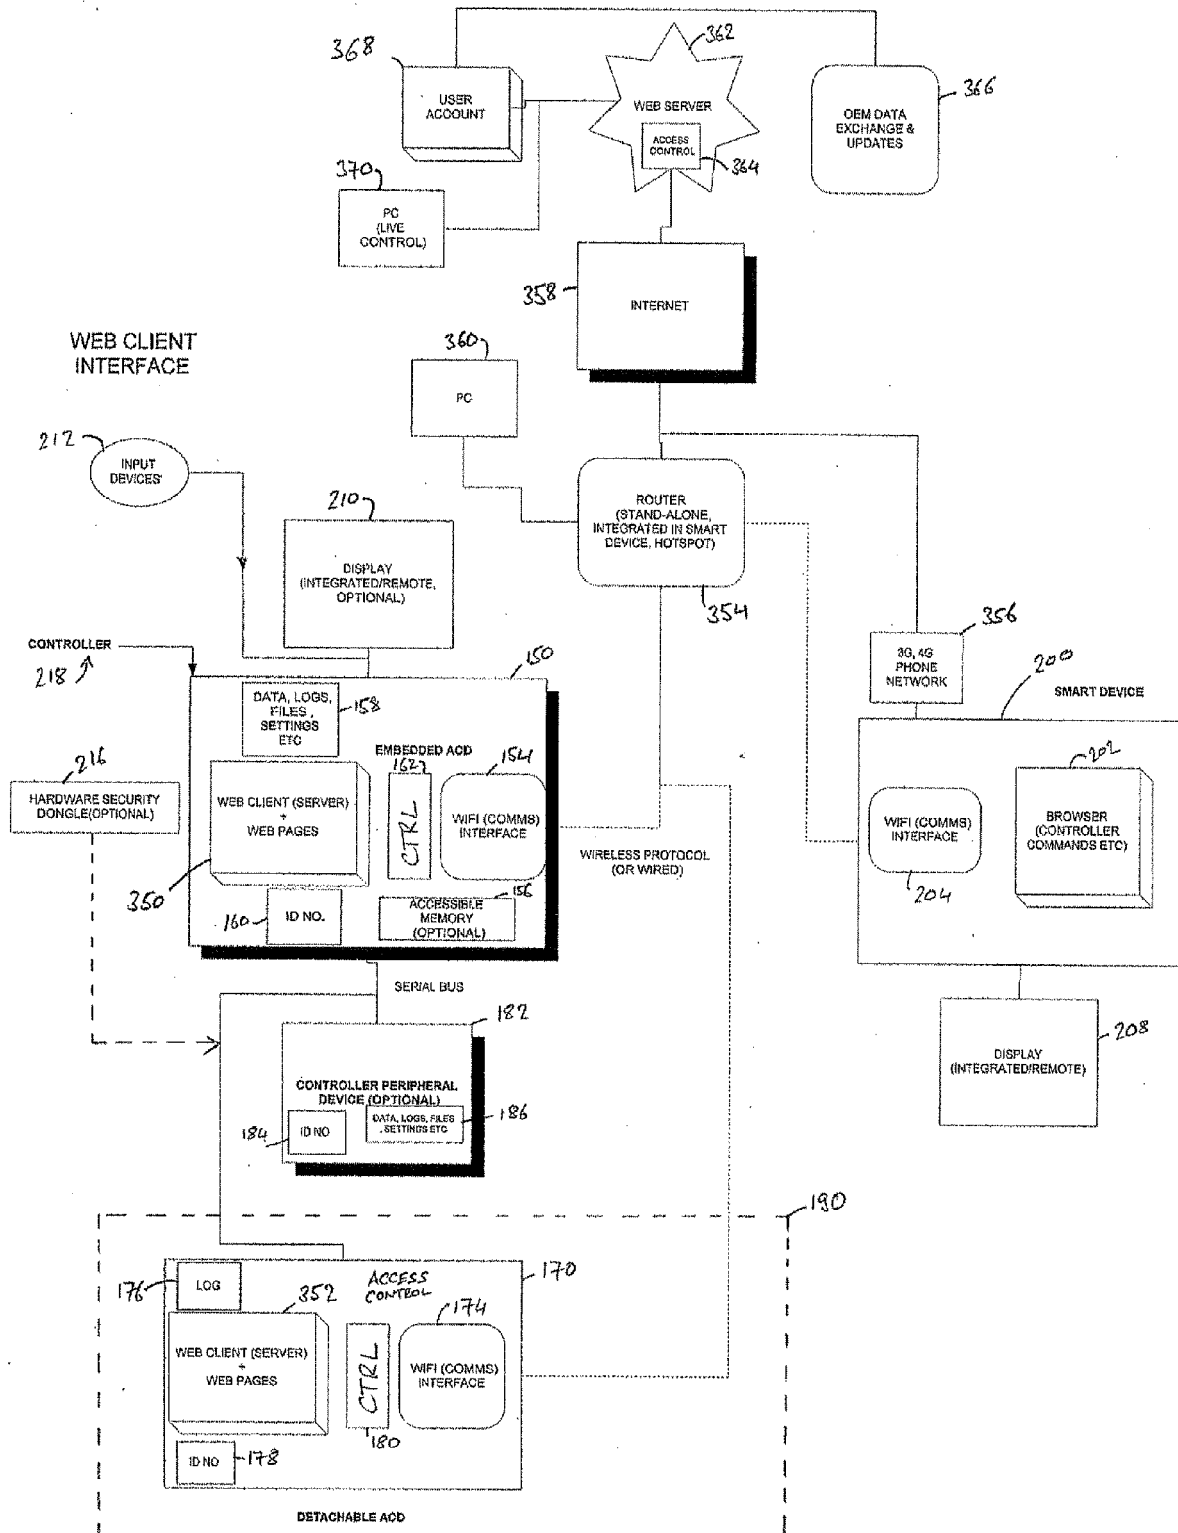 368
362
USER
ACCOUNT
WEB SERVER
ACCESS
CONTROL
364
366
OEM DATA
EXCHANGE &
UPDATES
370
PC
(LIVE
CONTROL)
358
INTERNET
WEB CLIENT
INTERFACE
360
PC
212
INPUT
DEVICES
210
DISPLAY
(INTEGRATED/REMOTE,
OPTIONAL)
ROUTER
(STAND-ALONE,
INTEGRATED IN SMART
DEVICE, HOTSPOT)
354
CONTROLLER
218
356
3G, 4G
PHONE
NETWORK
200
SMART DEVICE
150
DATA, LOGS,
FILES ,
SETTINGS
ETC
158
EMBEDDED ACD
162
154
216
HARDWARE SECURITY
DONGLE(OPTIONAL)
WEB CLIENT (SERVER)
+
WEB PAGES
CTRL
WIFI (COMMS)
INTERFACE
350
160
ID NO.
156
ACCESSIBLE
MEMORY
(OPTIONAL)
WIRELESS PROTOCOL
(OR WIRED)
202
WIFI (COMMS)
INTERFACE
204
BROWSER
(CONTROLLER
COMMANDS ETC)
SERIAL BUS
182
CONTROLLER PERIPHERAL
DEVICE (OPTIONAL)
184
ID NO
DATA, LOGS, FILES
, SETTINGS ETC
186
208
DISPLAY
(INTEGRATED/REMOTE)
190
176
LOG
352
ACCESS
CONTROL
174
170
WEB CLIENT (SERVER)
+
WEB PAGES
CTRL
WIFI (COMMS)
INTERFACE
180
ID NO
178
DETACHABLE ACD